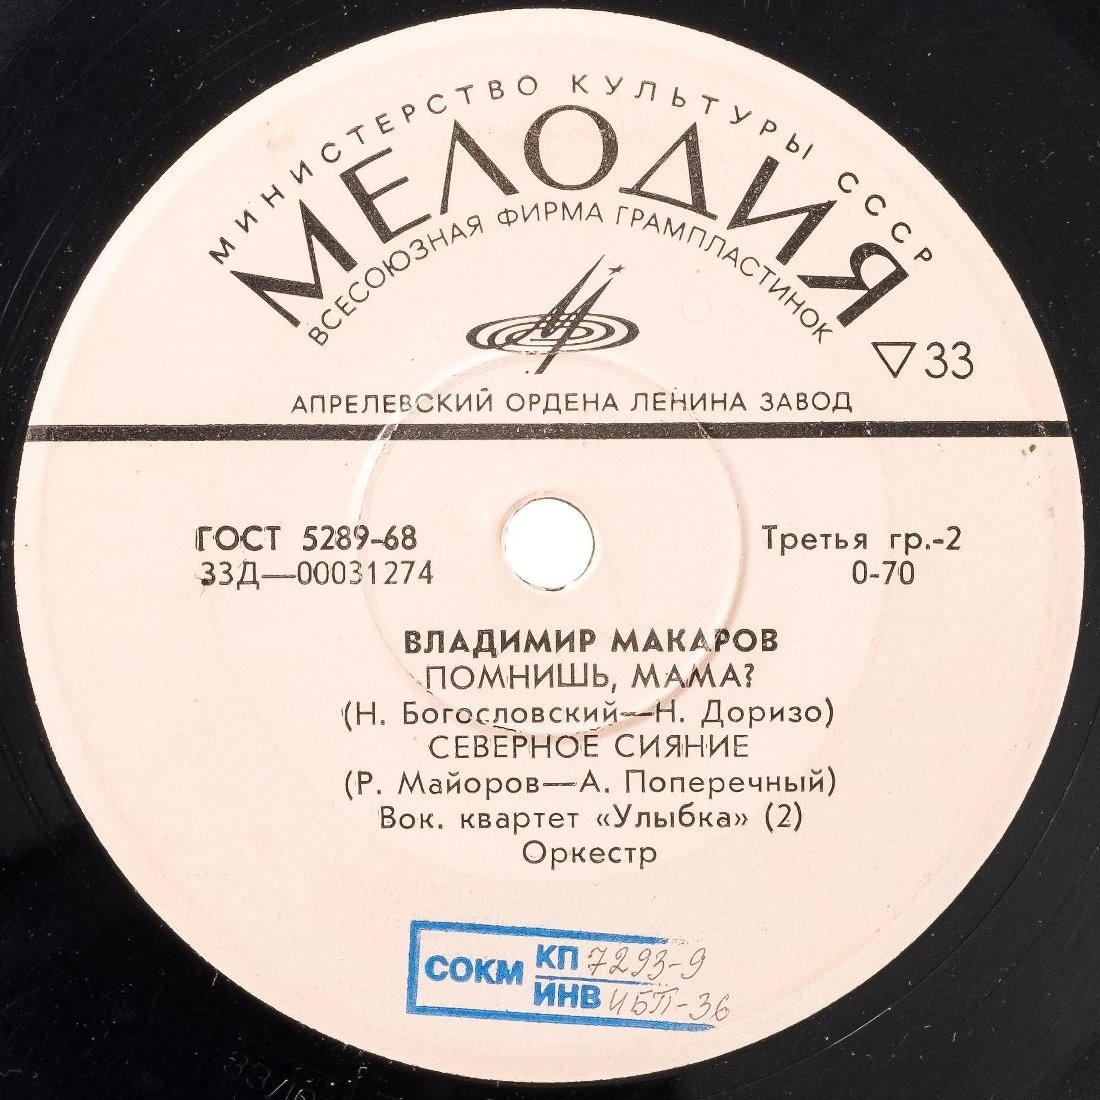 МИНИСТЕРСТВО КУЛЬТУРЫ СССР
МЕЛОДИЯ
ВСЕСОЮЗНАЯ ФИРМА ГРАМПЛАСТИНОК
▽33
АПРЕЛЕВСКИЙ ОРДЕНА ЛЕНИНА ЗАВОД
ГОСТ 5289-68
Третья гр.-2
33Д—00031274
0-70
ВЛАДИМИР МАКАРОВ
ПОМНИШЬ, МАМА?
(Н. Богословский—Н. Доризо)
СЕВЕРНОЕ СИЯНИЕ
(Р. Майоров—А. Поперечный)
Вок. квартет «Улыбка» (2)
Оркестр
СОКМ КП 7293-9
ИНВ ИБП-36